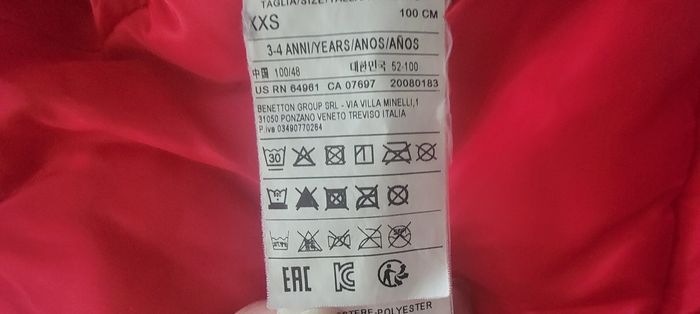 TAGLIA/SIZE/TALLA
XXS 100 CM
3-4 ANNI/YEARS/ANOS/AÑOS
中国 100/48 대한민국 52-100
US RN 64961 CA 07697 20080183
BENETTON GROUP SRL - VIA VILLA MINELLI,1
31050 PONZANO VENETO TREVISO ITALIA
P.iva 03490770264
30
EAC
-POLYESTER